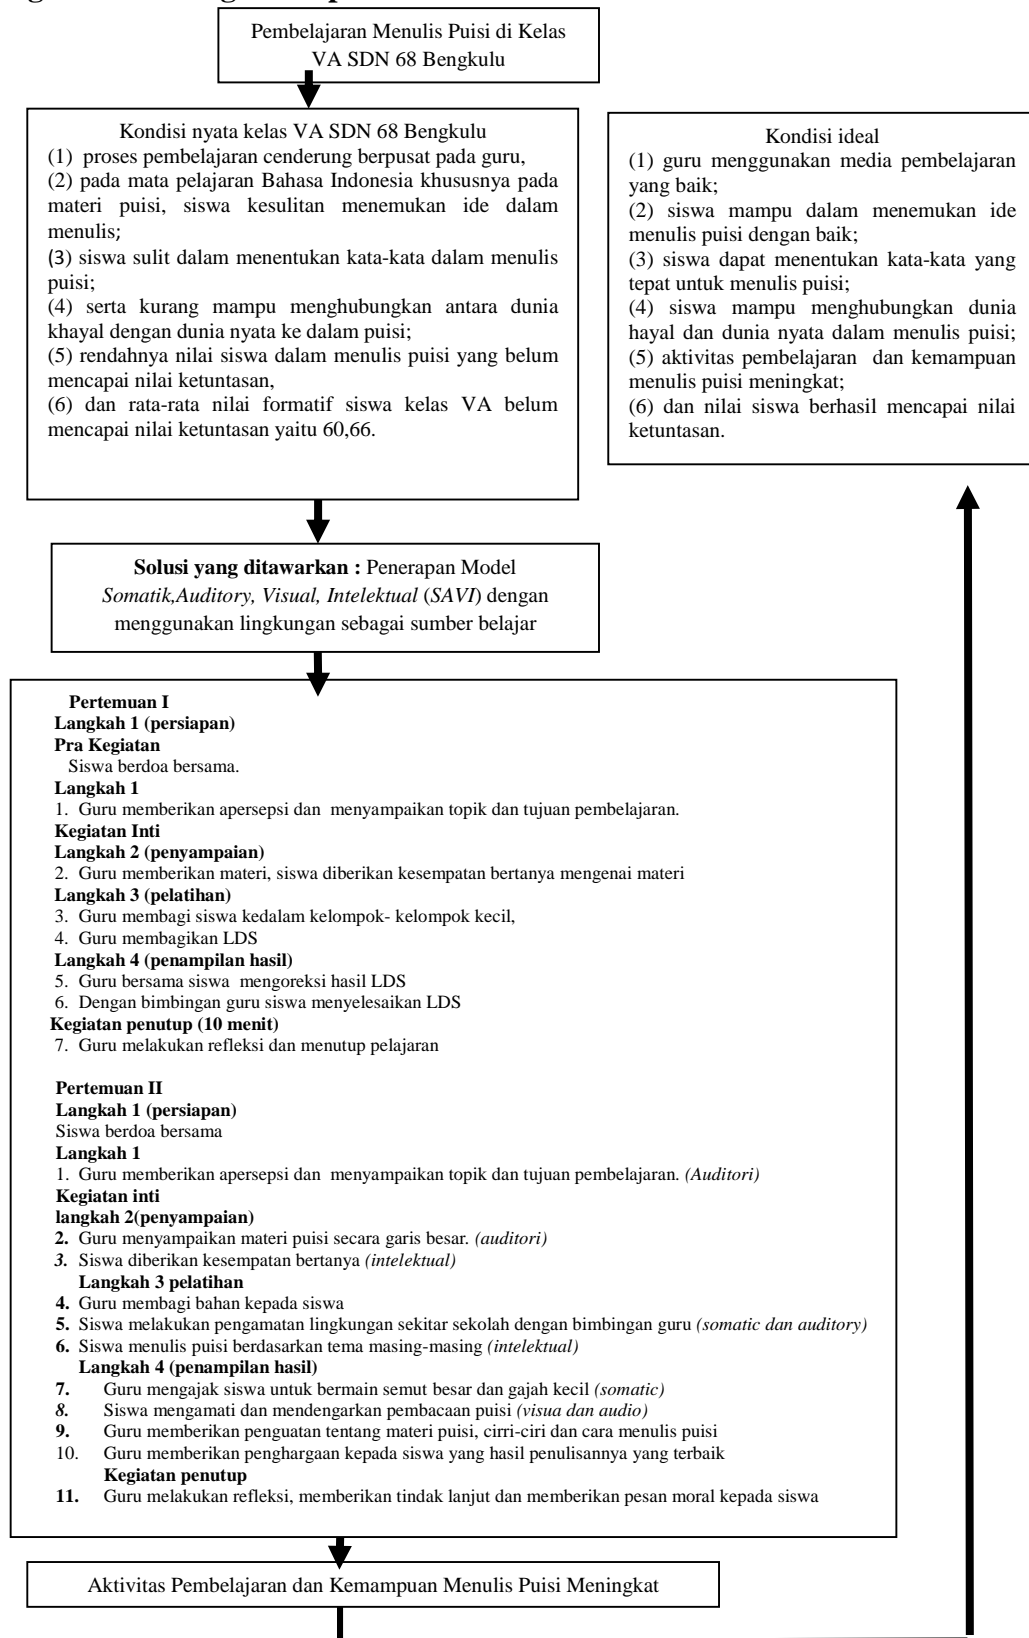 Pembelajaran Menulis Puisi di Kelas
VA SDN 68 Bengkulu
Kondisi nyata kelas VA SDN 68 Bengkulu
(1) proses pembelajaran cenderung berpusat pada guru,
(2) pada mata pelajaran Bahasa Indonesia khususnya pada
materi puisi, siswa kesulitan menemukan ide dalam
menulis;
(3) siswa sulit dalam menentukan kata-kata dalam menulis
puisi;
(4) serta kurang mampu menghubungkan antara dunia
khayal dengan dunia nyata ke dalam puisi;
(5) rendahnya nilai siswa dalam menulis puisi yang belum
mencapai nilai ketuntasan,
(6) dan rata-rata nilai formatif siswa kelas VA belum
mencapai nilai ketuntasan yaitu 60,66.
Kondisi ideal
(1) guru menggunakan media pembelajaran
yang baik;
(2) siswa mampu dalam menemukan ide
menulis puisi dengan baik;
(3) siswa dapat menentukan kata-kata yang
tepat untuk menulis puisi;
(4) siswa mampu menghubungkan dunia
hayal dan dunia nyata dalam menulis puisi;
(5) aktivitas pembelajaran dan kemampuan
menulis puisi meningkat;
(6) dan nilai siswa berhasil mencapai nilai
ketuntasan.
Solusi yang ditawarkan : Penerapan Model
Somatik,Auditory, Visual, Intelektual (SAVI) dengan
menggunakan lingkungan sebagai sumber belajar
Pertemuan I
Langkah 1 (persiapan)
Pra Kegiatan
Siswa berdoa bersama.
Langkah 1
1. Guru memberikan apersepsi dan menyampaikan topik dan tujuan pembelajaran.
Kegiatan Inti
Langkah 2 (penyampaian)
2. Guru memberikan materi, siswa diberikan kesempatan bertanya mengenai materi
Langkah 3 (pelatihan)
3. Guru membagi siswa kedalam kelompok- kelompok kecil,
4. Guru membagikan LDS
Langkah 4 (penampilan hasil)
5. Guru bersama siswa mengoreksi hasil LDS
6. Dengan bimbingan guru siswa menyelesaikan LDS
Kegiatan penutup (10 menit)
7. Guru melakukan refleksi dan menutup pelajaran
Pertemuan II
Langkah 1 (persiapan)
Siswa berdoa bersama
Langkah 1
1. Guru memberikan apersepsi dan menyampaikan topik dan tujuan pembelajaran. (Auditori)
Kegiatan inti
langkah 2(penyampaian)
2. Guru menyampaikan materi puisi secara garis besar. (auditori)
3. Siswa diberikan kesempatan bertanya (intelektual)
Langkah 3 pelatihan
4. Guru membagi bahan kepada siswa
5. Siswa melakukan pengamatan lingkungan sekitar sekolah dengan bimbingan guru (somatic dan auditory)
6. Siswa menulis puisi berdasarkan tema masing-masing (intelektual)
Langkah 4 (penampilan hasil)
7. Guru mengajak siswa untuk bermain semut besar dan gajah kecil (somatic)
8. Siswa mengamati dan mendengarkan pembacaan puisi (visua dan audio)
9. Guru memberikan penguatan tentang materi puisi, cirri-ciri dan cara menulis puisi
10. Guru memberikan penghargaan kepada siswa yang hasil penulisannya yang terbaik
Kegiatan penutup
11. Guru melakukan refleksi, memberikan tindak lanjut dan memberikan pesan moral kepada siswa
Aktivitas Pembelajaran dan Kemampuan Menulis Puisi Meningkat